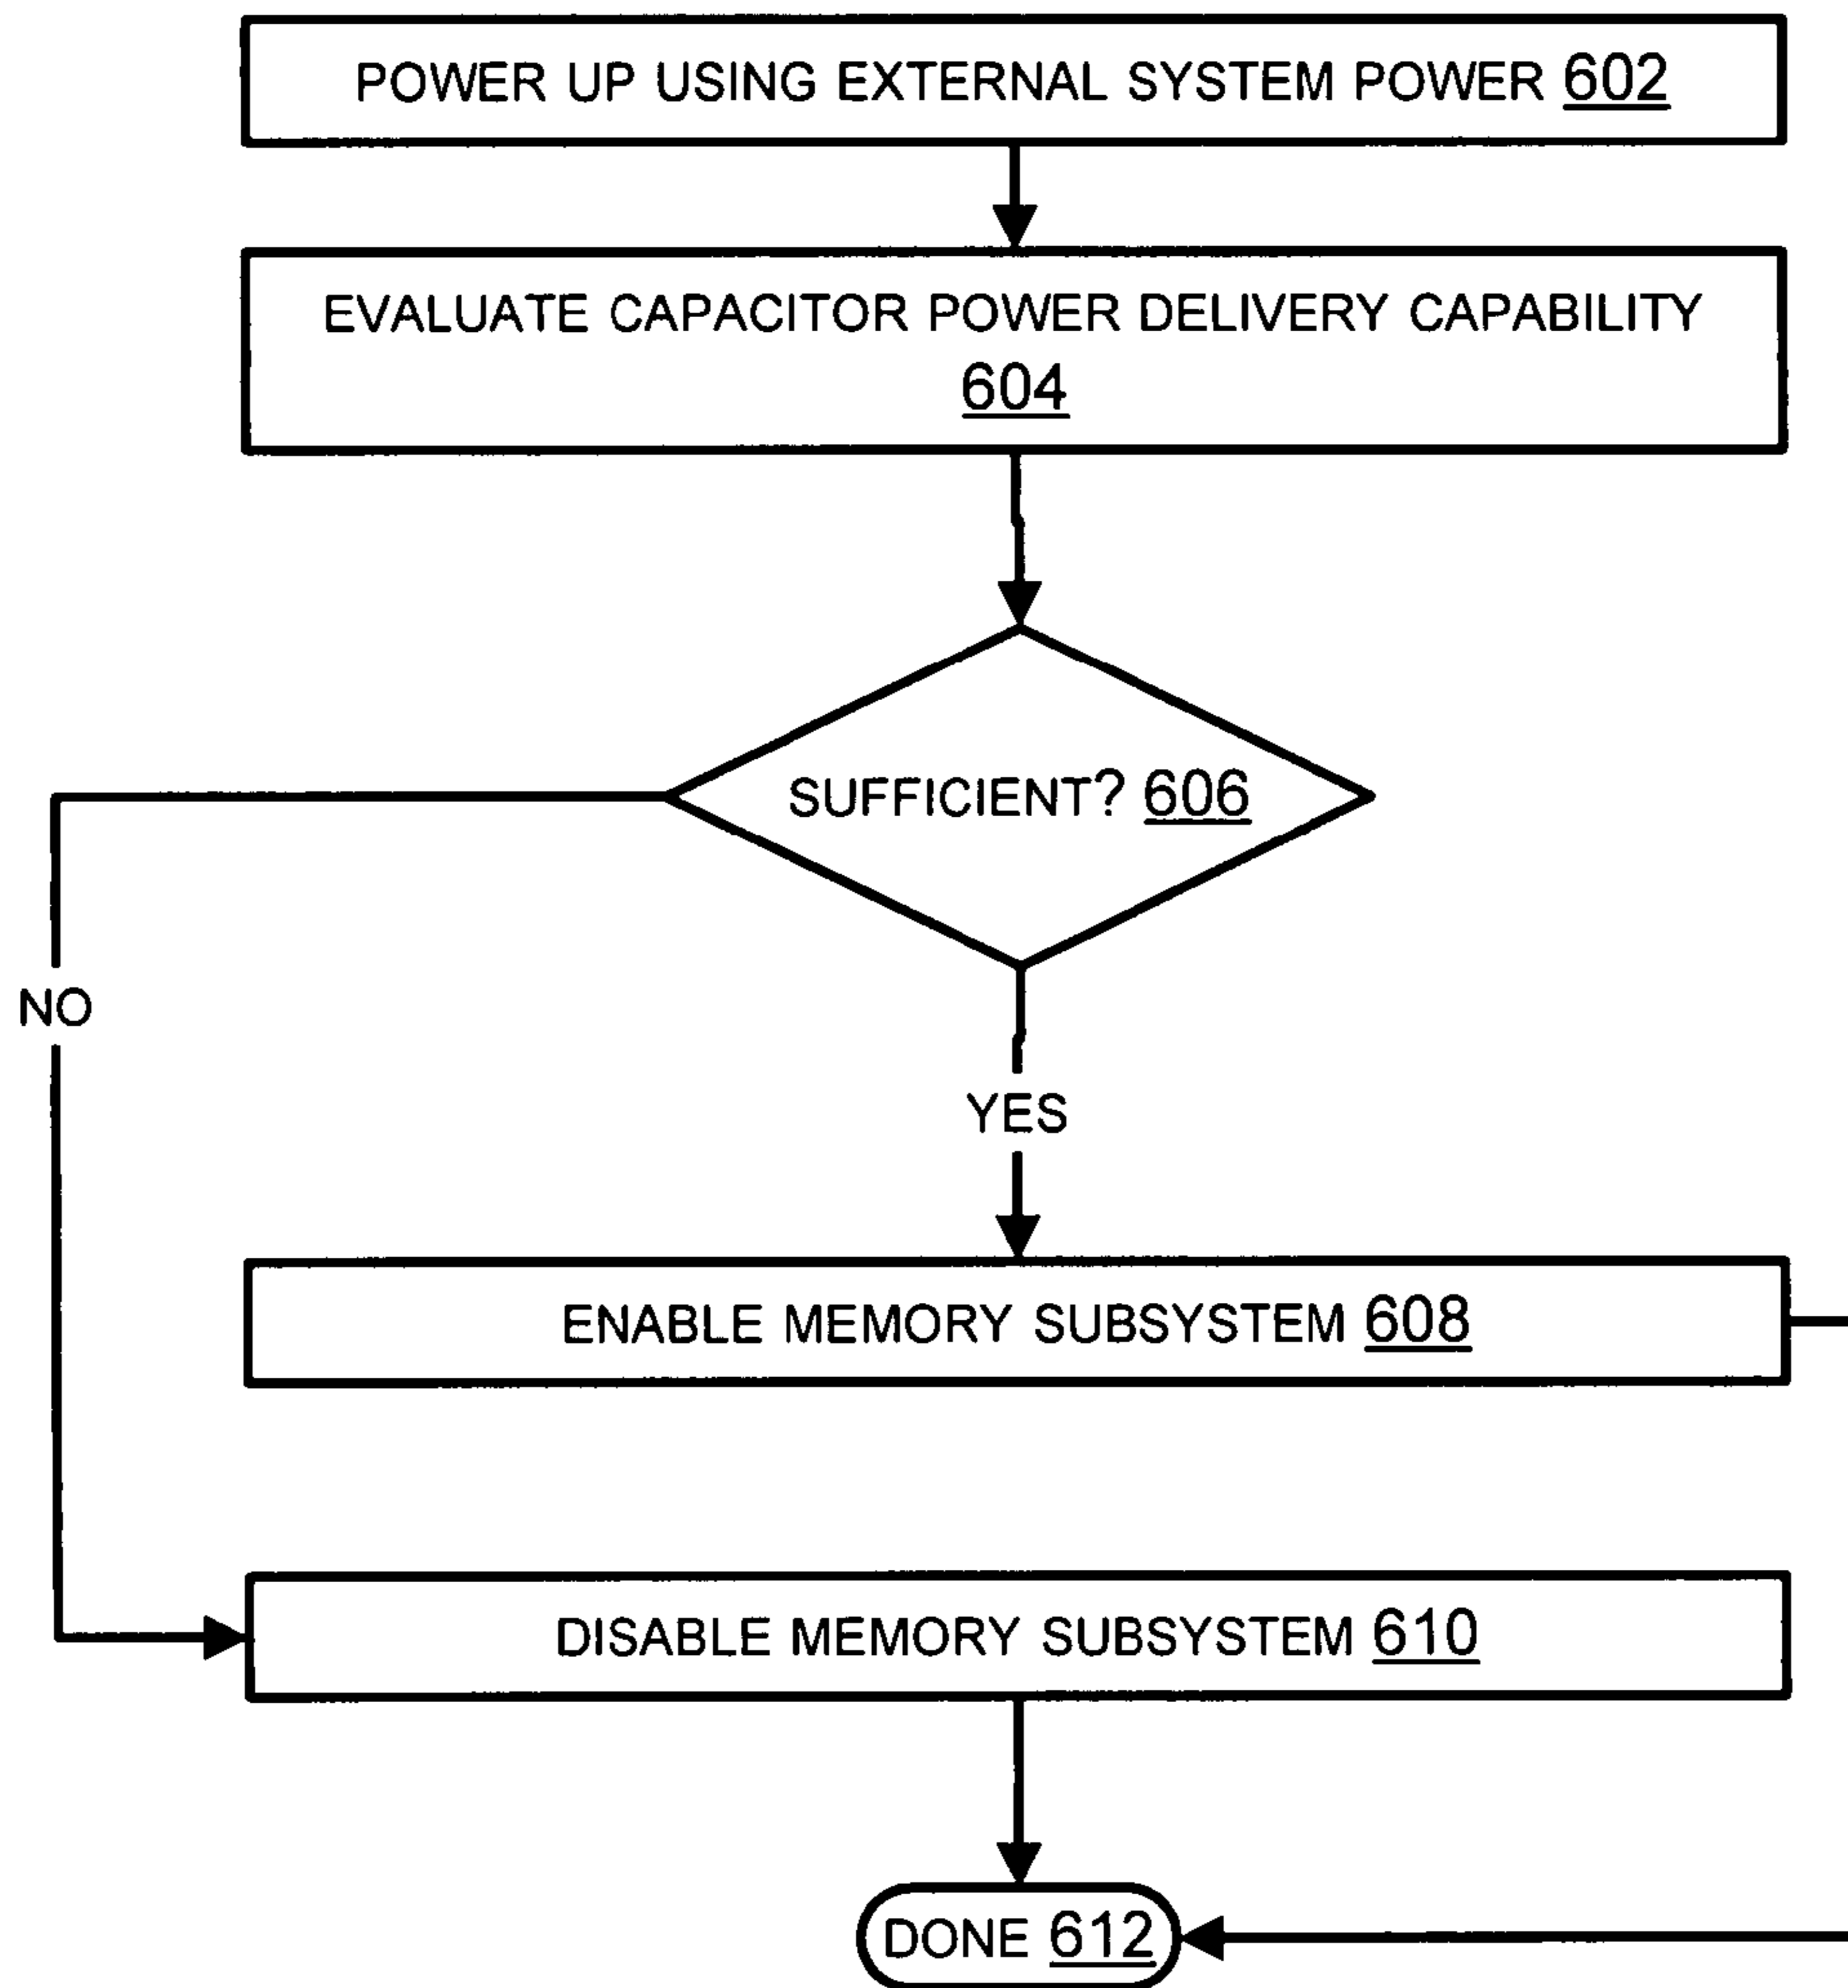 POWER UP USING EXTERNAL SYSTEM POWER 602
EVALUATE CAPACITOR POWER DELIVERY CAPABILITY
604
SUFFICIENT? 606
NO
YES
ENABLE MEMORY SUBSYSTEM 608
DISABLE MEMORY SUBSYSTEM 610
DONE 612